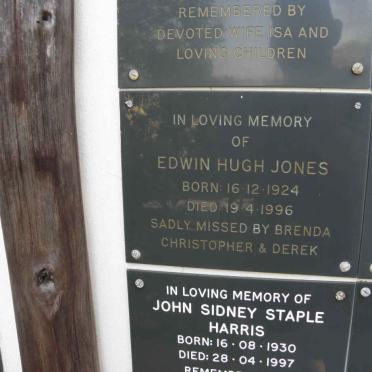 REMEMBERED BY
DEVOTED WIFE ISA AND
LOVING CHILDREN
IN LOVING MEMORY
OF
EDWIN HUGH JONES
BORN: 16·12·1924
DIED 19·4·1996
SADLY MISSED BY BRENDA
CHRISTOPHER & DEREK
IN LOVING MEMORY OF
JOHN SIDNEY STAPLE
HARRIS
BORN: 16·08·1930
DIED: 28·04·1997